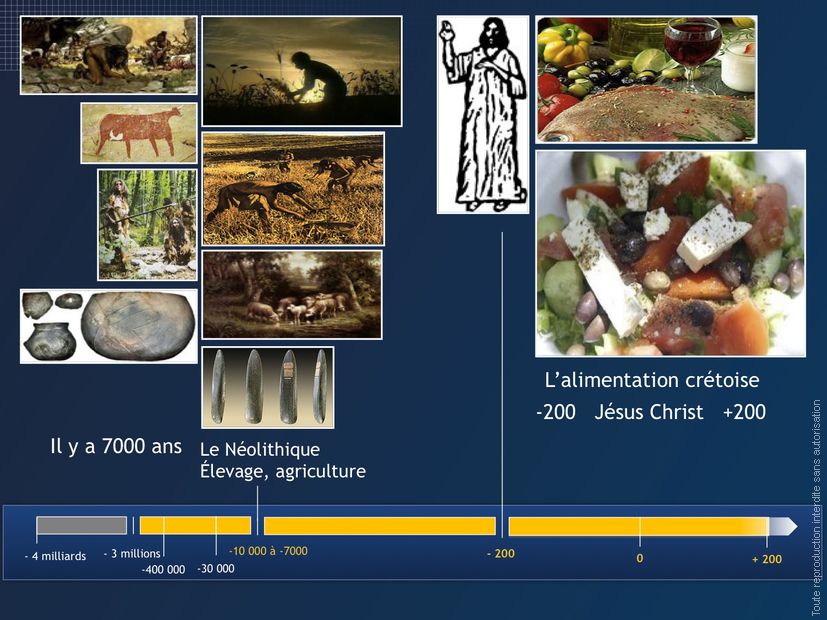 L’alimentation crétoise
-200 Jésus Christ +200
Il y a 7000 ans
Le Néolithique
Élevage, agriculture
- 4 milliards
- 3 millions
-400 000
-30 000
-10 000 à -7000
- 200
0
+ 200
Toute reproduction interdite sans autorisation